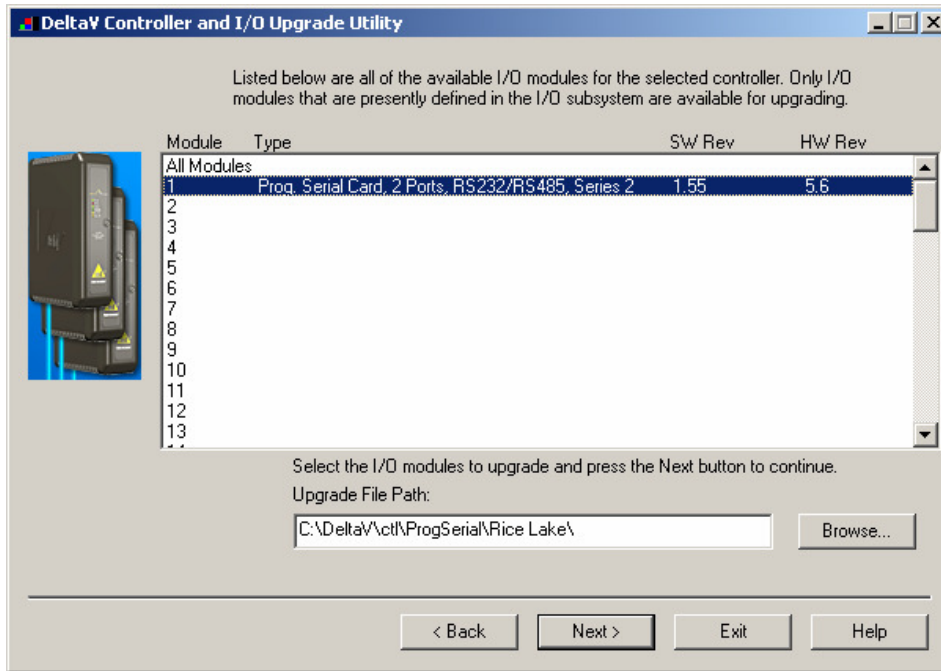 DeltaV Controller and I/O Upgrade Utility
Listed below are all of the available I/O modules for the selected controller. Only I/O
modules that are presently defined in the I/O subsystem are available for upgrading.
Module Type SW Rev HW Rev
All Modules
1 Prog. Serial Card, 2 Ports, RS232/RS485, Series 2 1.55 5.6
2
3
4
5
6
7
8
9
10
11
12
13
Select the I/O modules to upgrade and press the Next button to continue.
Upgrade File Path:
C:\DeltaV\ctl\ProgSerial\Rice Lake\
Browse...
< Back Next > Exit Help